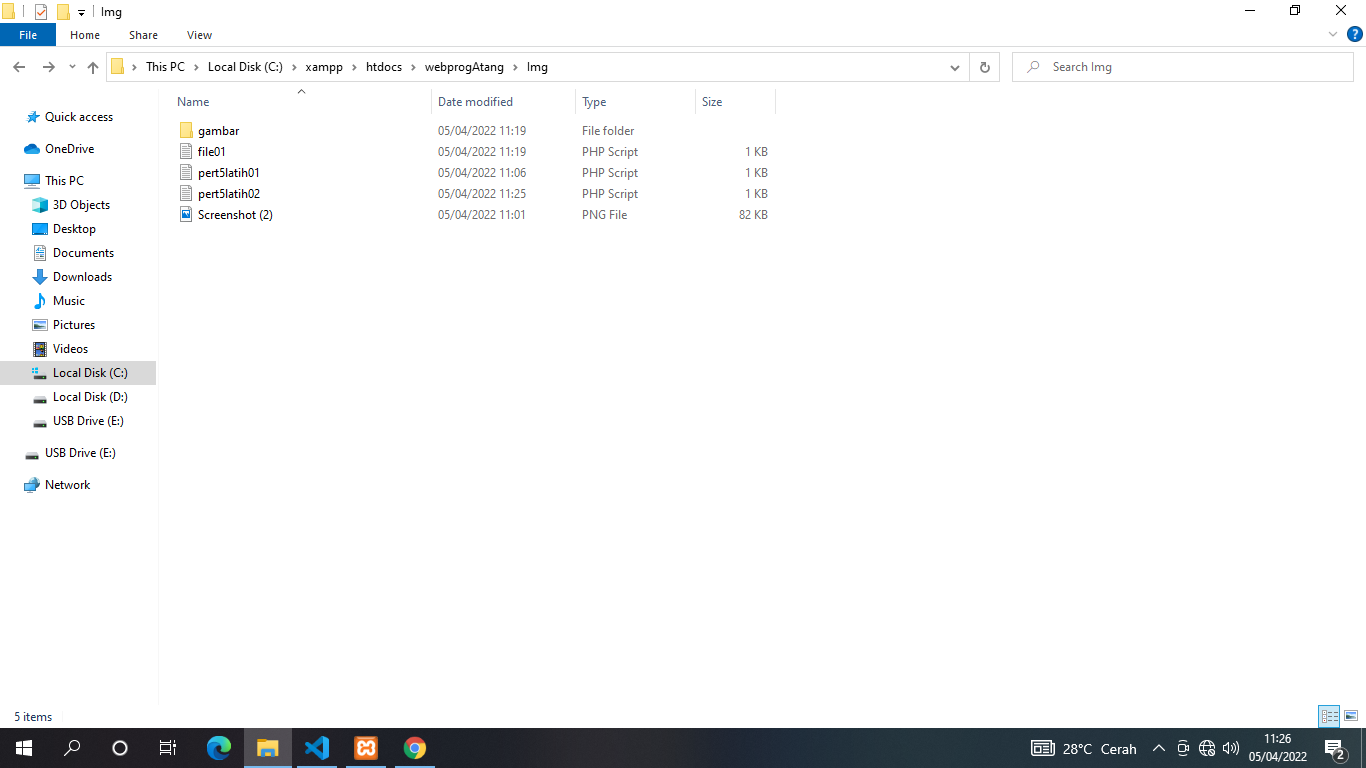 Img
File Home Share View
This PC Local Disk (C:) xampp htdocs webprogAtang Img Search Img
Name Date modified Type Size
gambar 05/04/2022 11:19 File folder
file01 05/04/2022 11:19 PHP Script 1 KB
pert5latih01 05/04/2022 11:06 PHP Script 1 KB
pert5latih02 05/04/2022 11:25 PHP Script 1 KB
Screenshot (2) 05/04/2022 11:01 PNG File 82 KB
Quick access
OneDrive
This PC
3D Objects
Desktop
Documents
Downloads
Music
Pictures
Videos
Local Disk (C:)
Local Disk (D:)
USB Drive (E:)
USB Drive (E:)
Network
5 items
28°C Cerah
11:26
05/04/2022
2